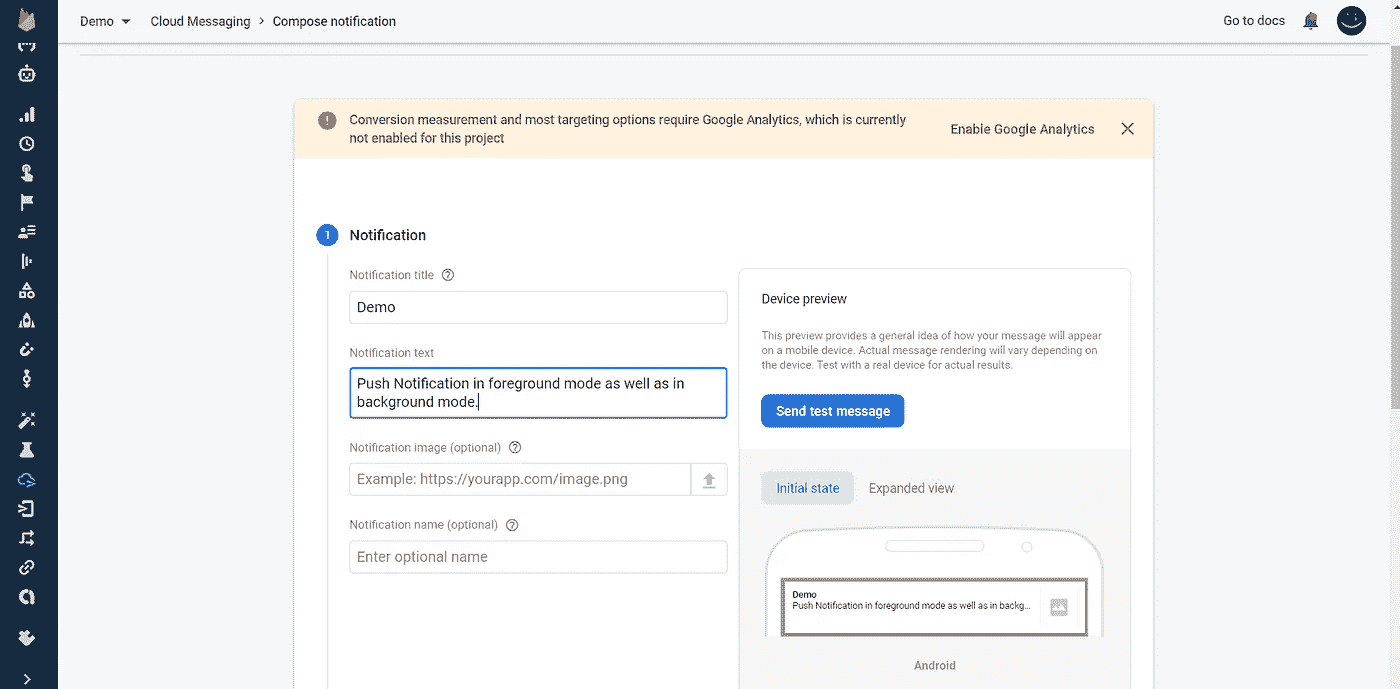 Demo
Cloud Messaging > Compose notification
Go to docs
Conversion measurement and most targeting options require Google Analytics, which is currently
not enabled for this project
Enable Google Analytics
1 Notification
Notification title
Demo
Notification text
Push Notification in foreground mode as well as in
background mode.
Notification image (optional)
Example: https://yourapp.com/image.png
Notification name (optional)
Enter optional name
Device preview
This preview provides a general idea of how your message will appear
on a mobile device. Actual message rendering will vary depending on
the device. Test with a real device for actual results.
Send test message
Initial state
Expanded view
Demo
Push Notification in foreground mode as well as in backg...
Android